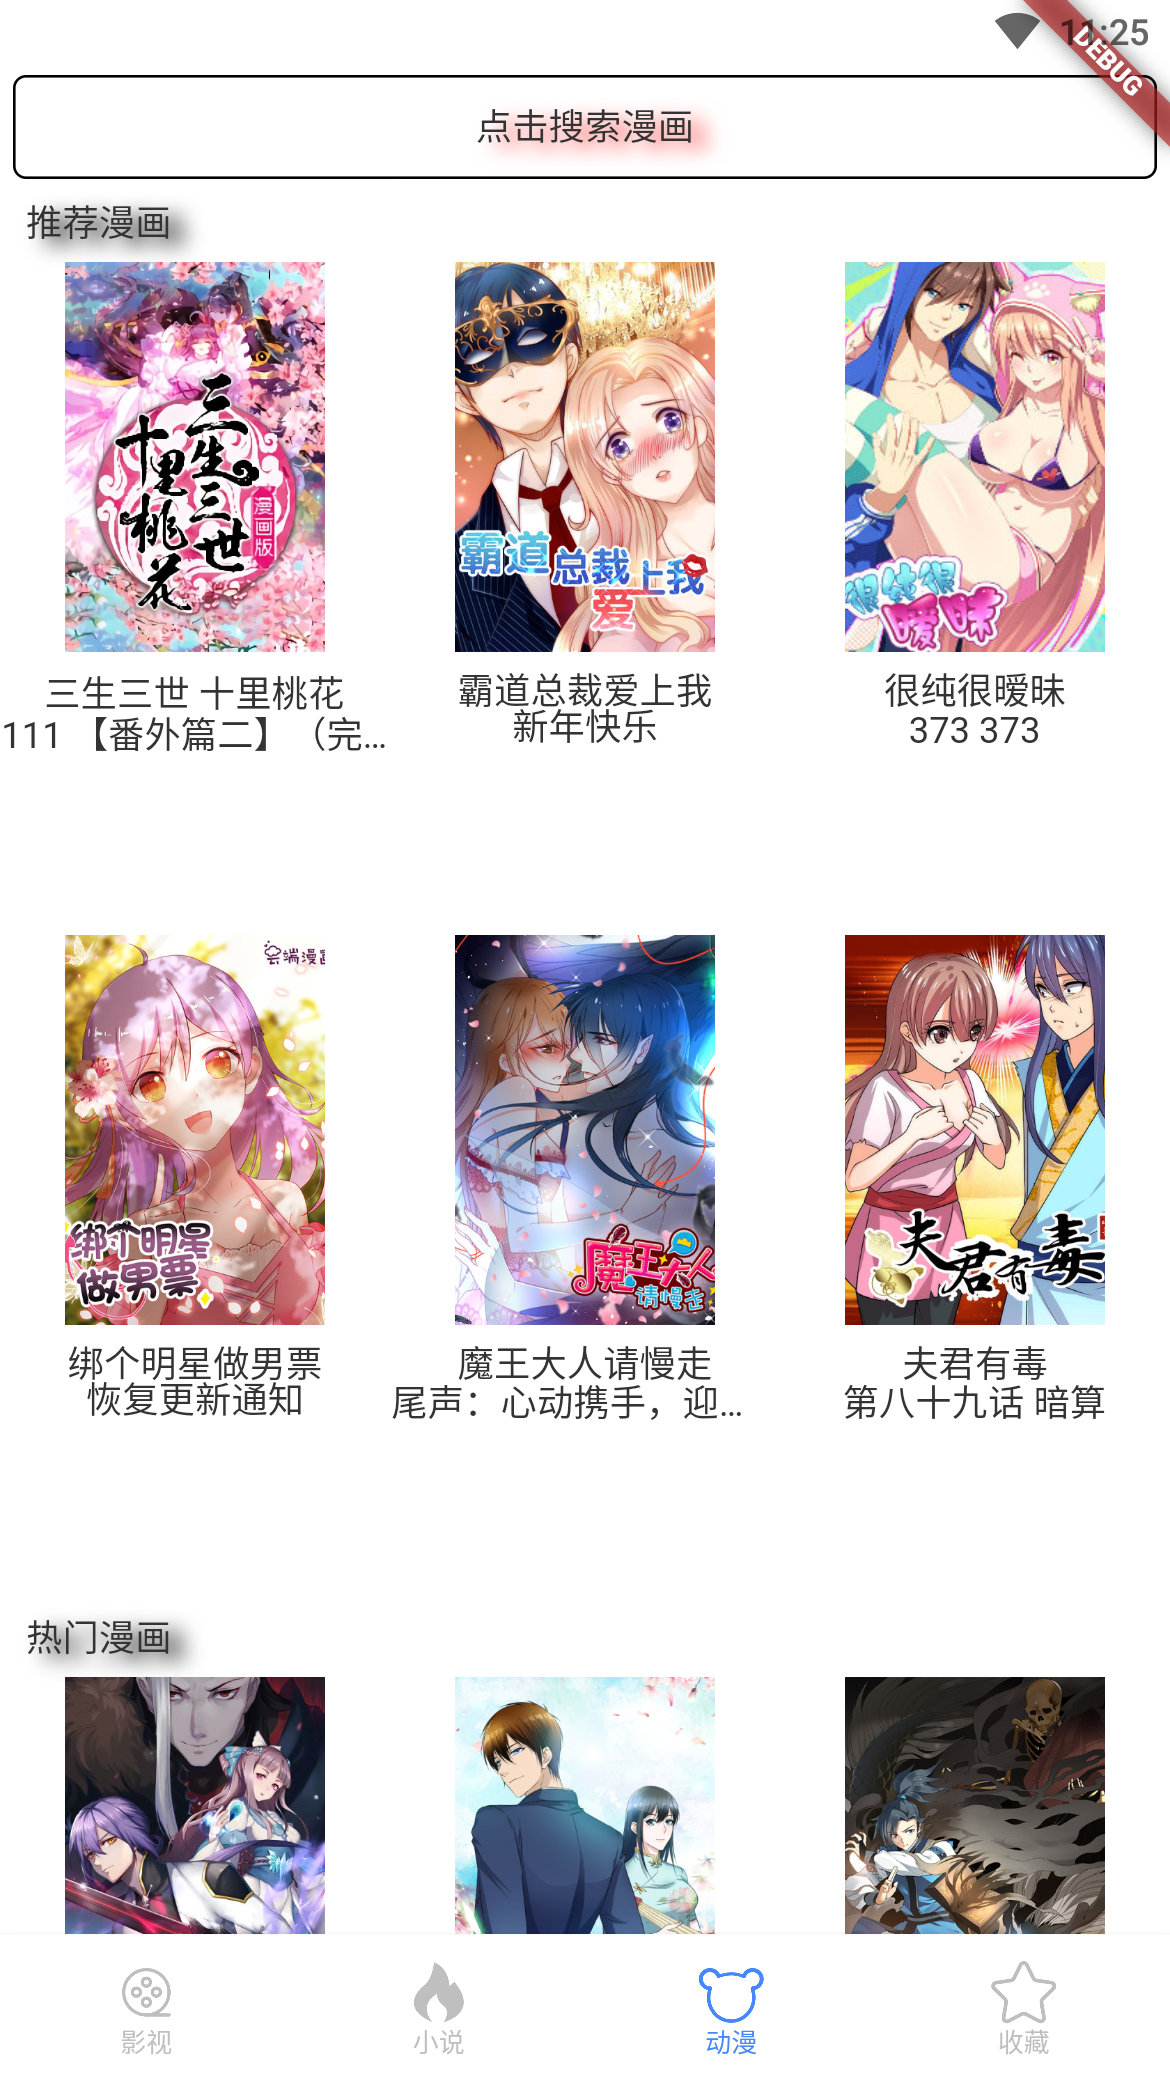 11:25
DEBUG
点击搜索漫画
推荐漫画
三生三世
十里桃花
漫画版
霸道总裁上我
爱
很纯很
暧昧
三生三世 十里桃花
111 【番外篇二】（完...
霸道总裁爱上我
新年快乐
很纯很暧昧
373 373
云端漫画
绑个明星
做男票
魔王大人
请慢走
夫君有毒
绑个明星做男票
恢复更新通知
魔王大人请慢走
尾声：心动携手，迎...
夫君有毒
第八十九话 暗算
热门漫画
影视
小说
动漫
收藏